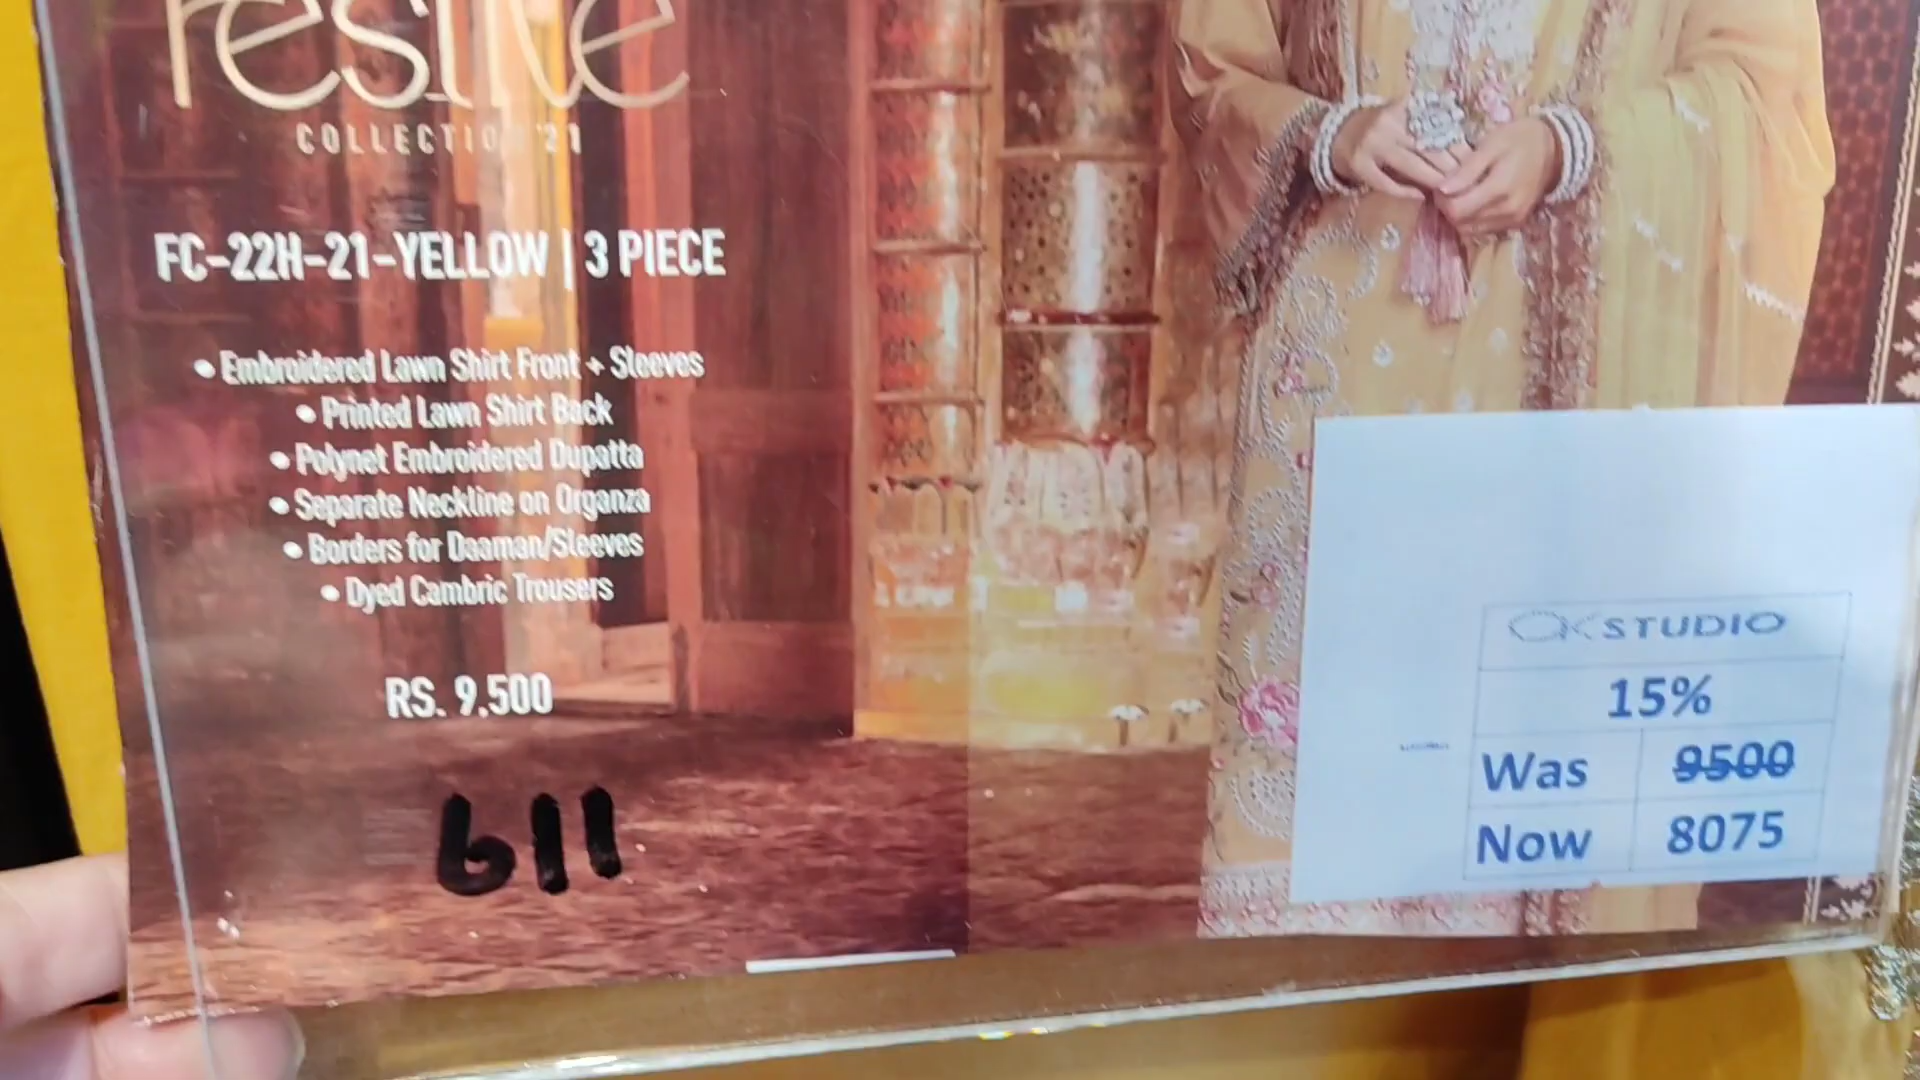 Festive
COLLECTION '21
FC-22H-21-YELLOW | 3 PIECE
• Embroidered Lawn Shirt Front + Sleeves
• Printed Lawn Shirt Back
• Polynet Embroidered Dupatta
• Separate Neckline on Organza
• Borders for Daaman/Sleeves
• Dyed Cambric Trousers
RS. 9,500
611
CK STUDIO
15%
Was 9500
Now 8075